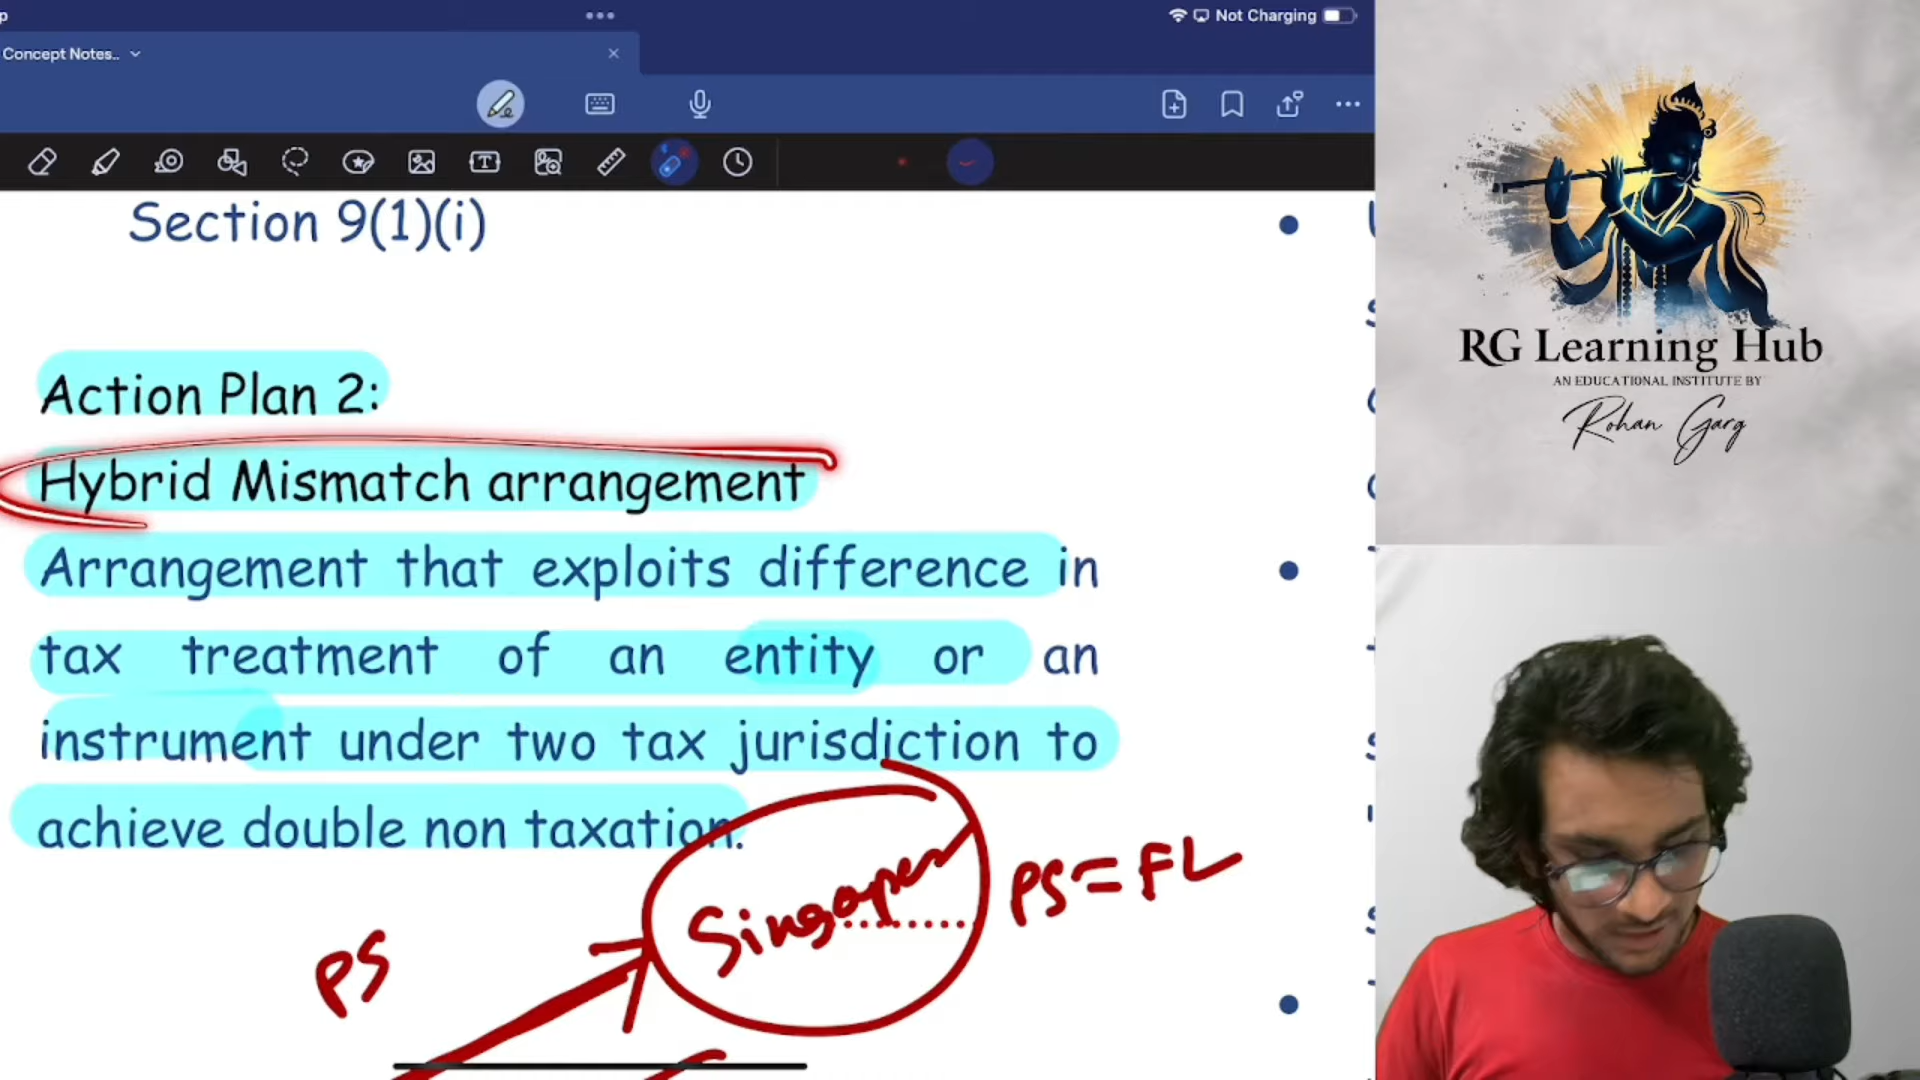 Concept Notes..
Not Charging
Section 9(1)(i)
Action Plan 2:
Hybrid Mismatch arrangement
Arrangement that exploits difference in
tax treatment of an entity or an
instrument under two tax jurisdiction to
achieve double non taxation.
PS = FL
PS
RG Learning Hub
AN EDUCATIONAL INSTITUTE BY
Rohan Garg